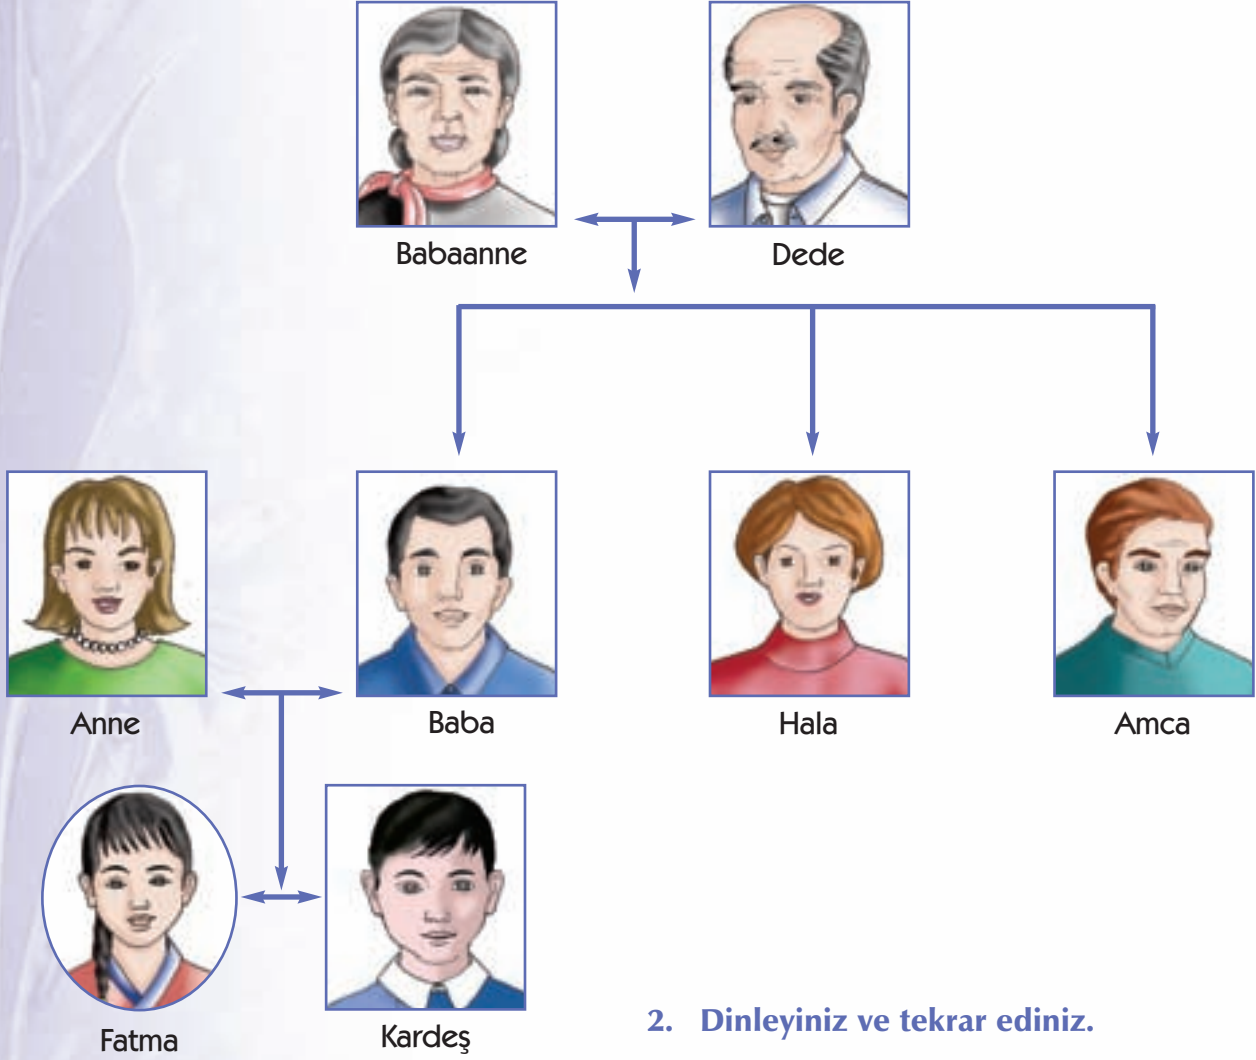 Babaanne
Dede
Anne
Baba
Hala
Amca
Fatma
Kardeş
2. Dinleyiniz ve tekrar ediniz.